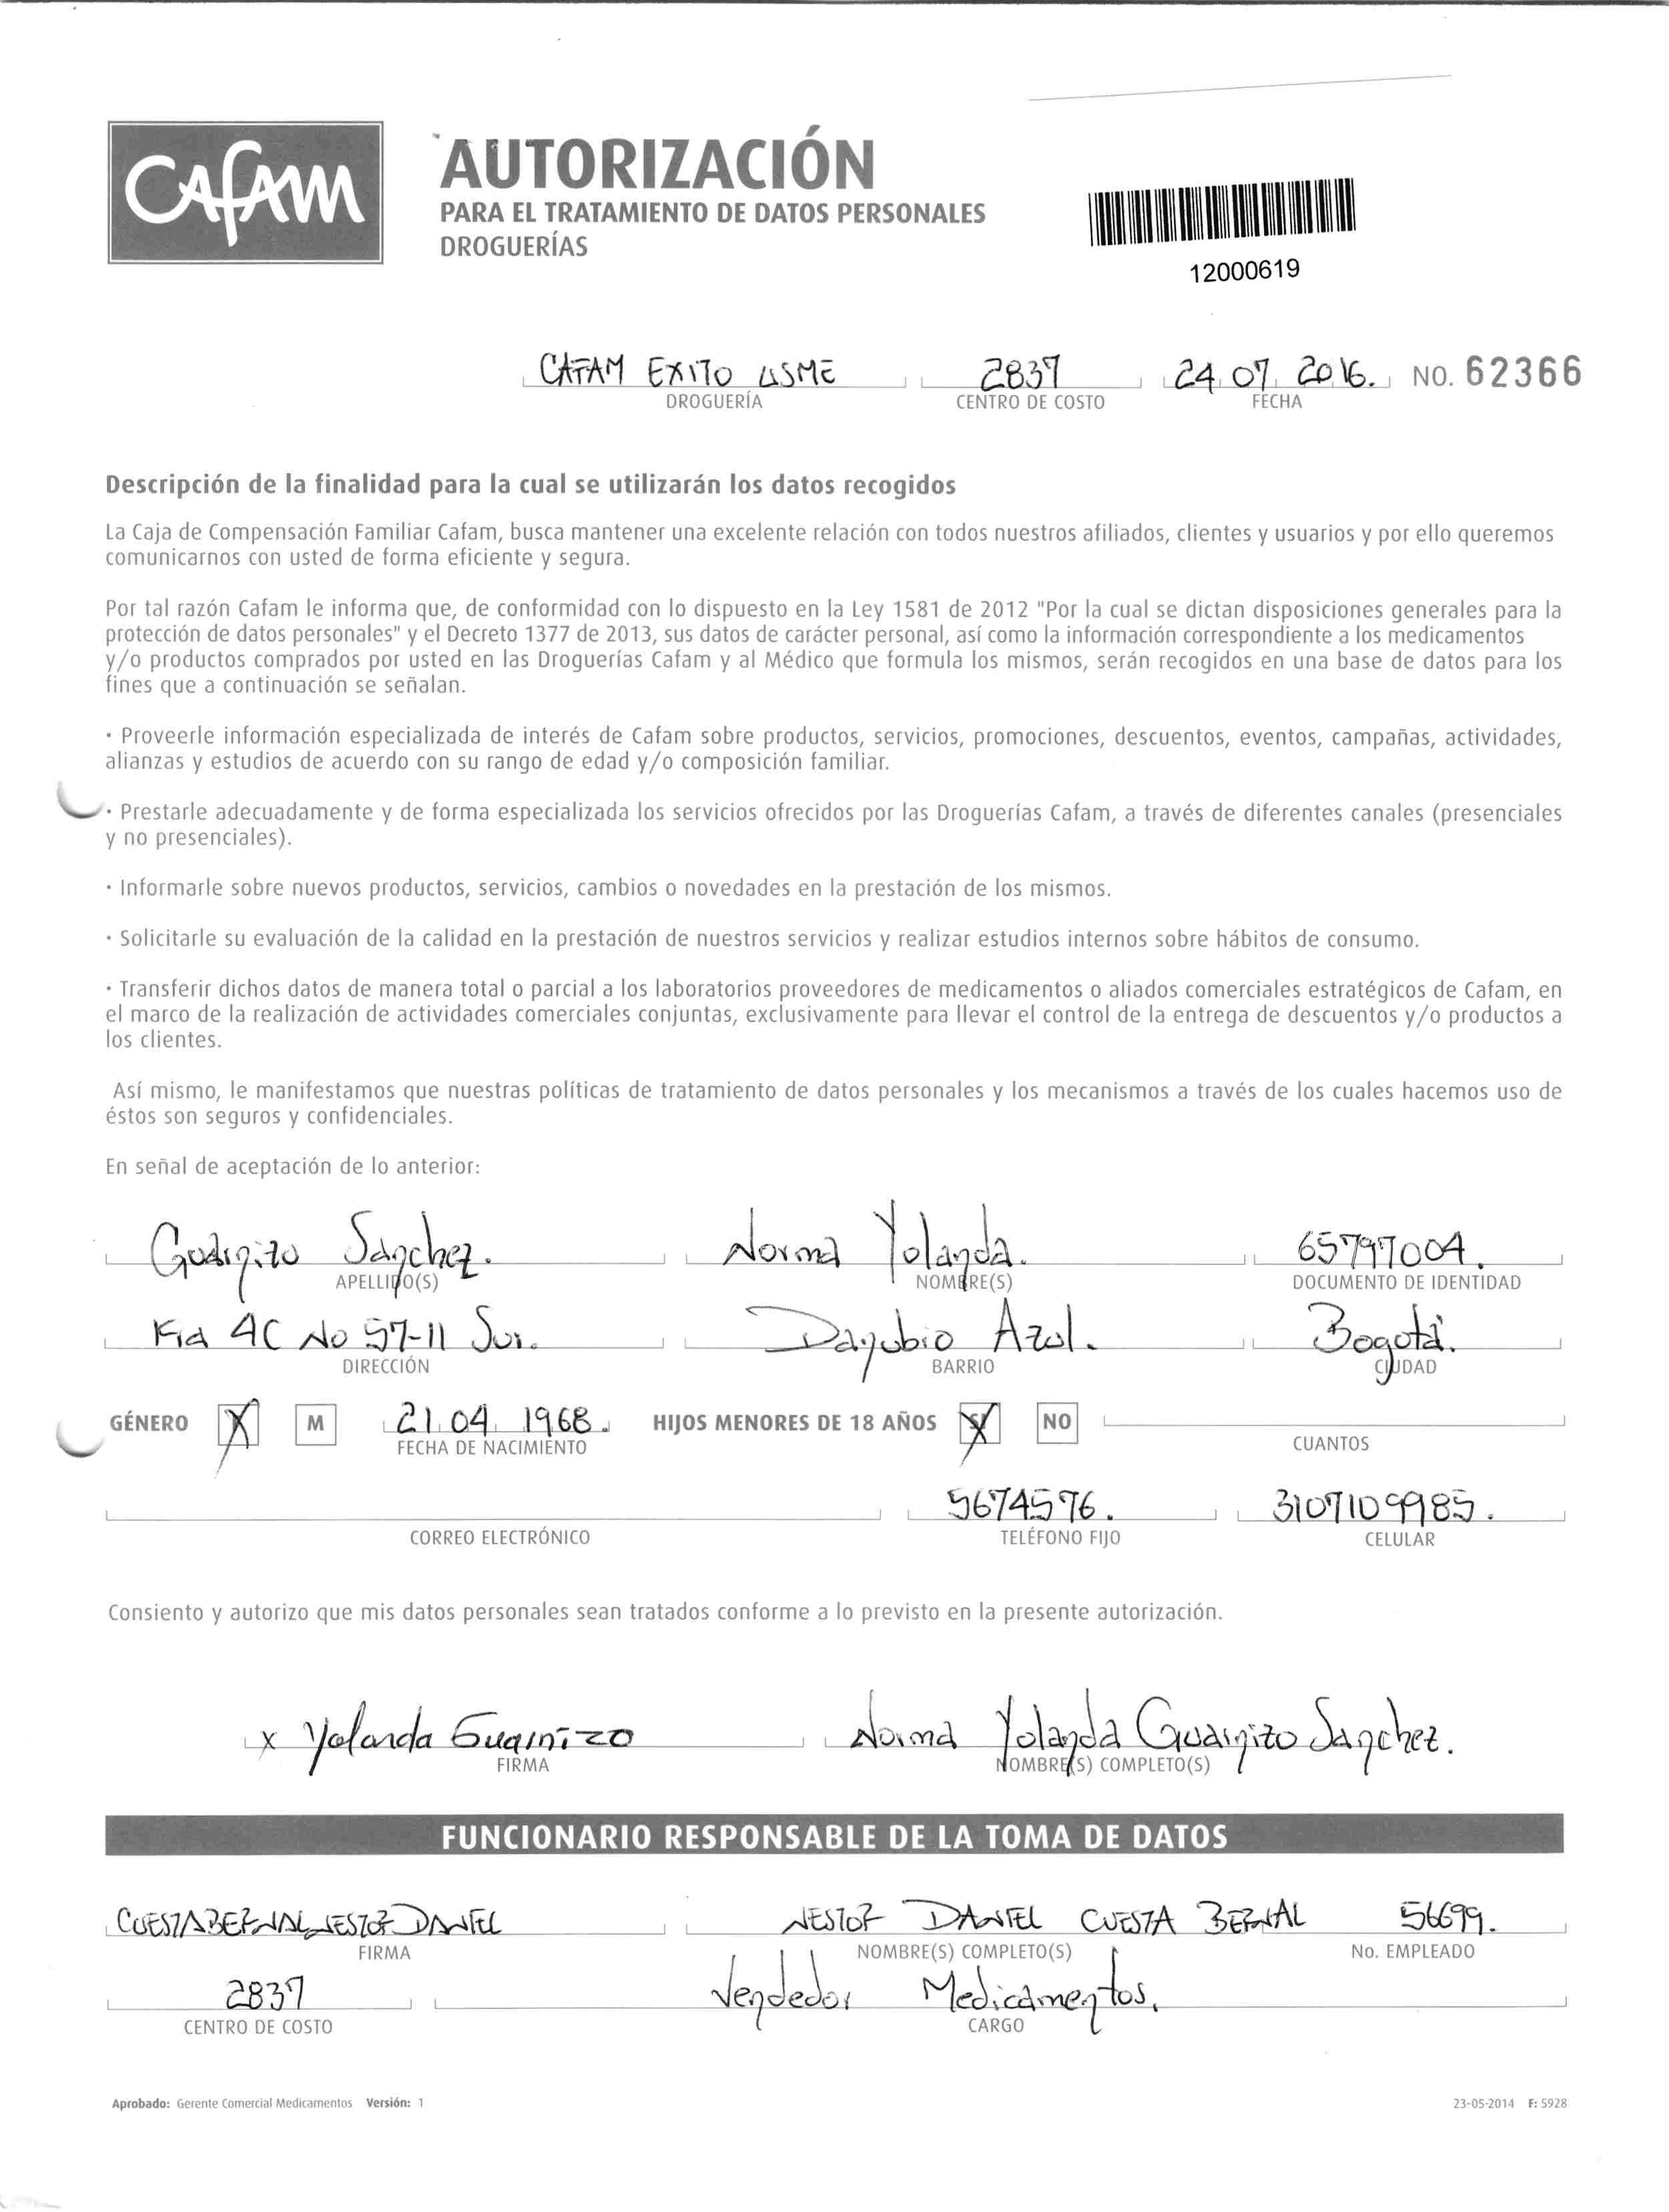 CAFAM
AUTORIZACIÓN
PARA EL TRATAMIENTO DE DATOS PERSONALES
DROGUERÍAS
12000619
CAFAM EXITO USME 2837 24 07 2016. NO. 62366
DROGUERÍA CENTRO DE COSTO FECHA
Descripción de la finalidad para la cual se utilizarán los datos recogidos
La Caja de Compensación Familiar Cafam, busca mantener una excelente relación con todos nuestros afiliados, clientes y usuarios y por ello queremos
comunicarnos con usted de forma eficiente y segura.
Por tal razón Cafam le informa que, de conformidad con lo dispuesto en la Ley 1581 de 2012 "Por la cual se dictan disposiciones generales para la
protección de datos personales" y el Decreto 1377 de 2013, sus datos de carácter personal, así como la información correspondiente a los medicamentos
y/o productos comprados por usted en las Droguerías Cafam y al Médico que formula los mismos, serán recogidos en una base de datos para los
fines que a continuación se señalan.
· Proveerle información especializada de interés de Cafam sobre productos, servicios, promociones, descuentos, eventos, campañas, actividades,
alianzas y estudios de acuerdo con su rango de edad y/o composición familiar.
· Prestarle adecuadamente y de forma especializada los servicios ofrecidos por las Droguerías Cafam, a través de diferentes canales (presenciales
y no presenciales).
· Informarle sobre nuevos productos, servicios, cambios o novedades en la prestación de los mismos.
· Solicitarle su evaluación de la calidad en la prestación de nuestros servicios y realizar estudios internos sobre hábitos de consumo.
· Transferir dichos datos de manera total o parcial a los laboratorios proveedores de medicamentos o aliados comerciales estratégicos de Cafam, en
el marco de la realización de actividades comerciales conjuntas, exclusivamente para llevar el control de la entrega de descuentos y/o productos a
los clientes.
Así mismo, le manifestamos que nuestras políticas de tratamiento de datos personales y los mecanismos a través de los cuales hacemos uso de
éstos son seguros y confidenciales.
En señal de aceptación de lo anterior:
Guarnizo Sanchez. Norma Yolanda. 65797004.
APELLIDO(S) NOMBRE(S) DOCUMENTO DE IDENTIDAD
Kra 4C No 57-11 Sur. Danubio Azul. Bogotá.
DIRECCIÓN BARRIO CIUDAD
GÉNERO X M 21 04 1968. HIJOS MENORES DE 18 AÑOS SI NO
FECHA DE NACIMIENTO CUANTOS
5674576. 3107109985.
CORREO ELECTRÓNICO TELÉFONO FIJO CELULAR
Consiento y autorizo que mis datos personales sean tratados conforme a lo previsto en la presente autorización.
x Yolanda Guarnizo Norma Yolanda Guarnizo Sanchez.
FIRMA NOMBRE(S) COMPLETO(S)
FUNCIONARIO RESPONSABLE DE LA TOMA DE DATOS
CUESTA BERNAL NESTOR DANIEL NESTOR DANIEL CUESTA BERNAL 56699.
FIRMA NOMBRE(S) COMPLETO(S) No. EMPLEADO
2837 Vendedor Medicamentos.
CENTRO DE COSTO CARGO
Aprobado: Gerente Comercial Medicamentos Versión: 1 23-05-2014 F: 5928